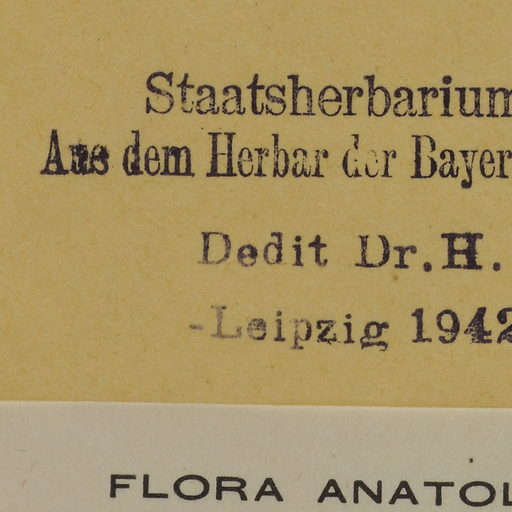 Staatsherbarium
Aus dem Herbar der Bayer
Dedit Dr. H.
-Leipzig 1942
FLORA ANATOL